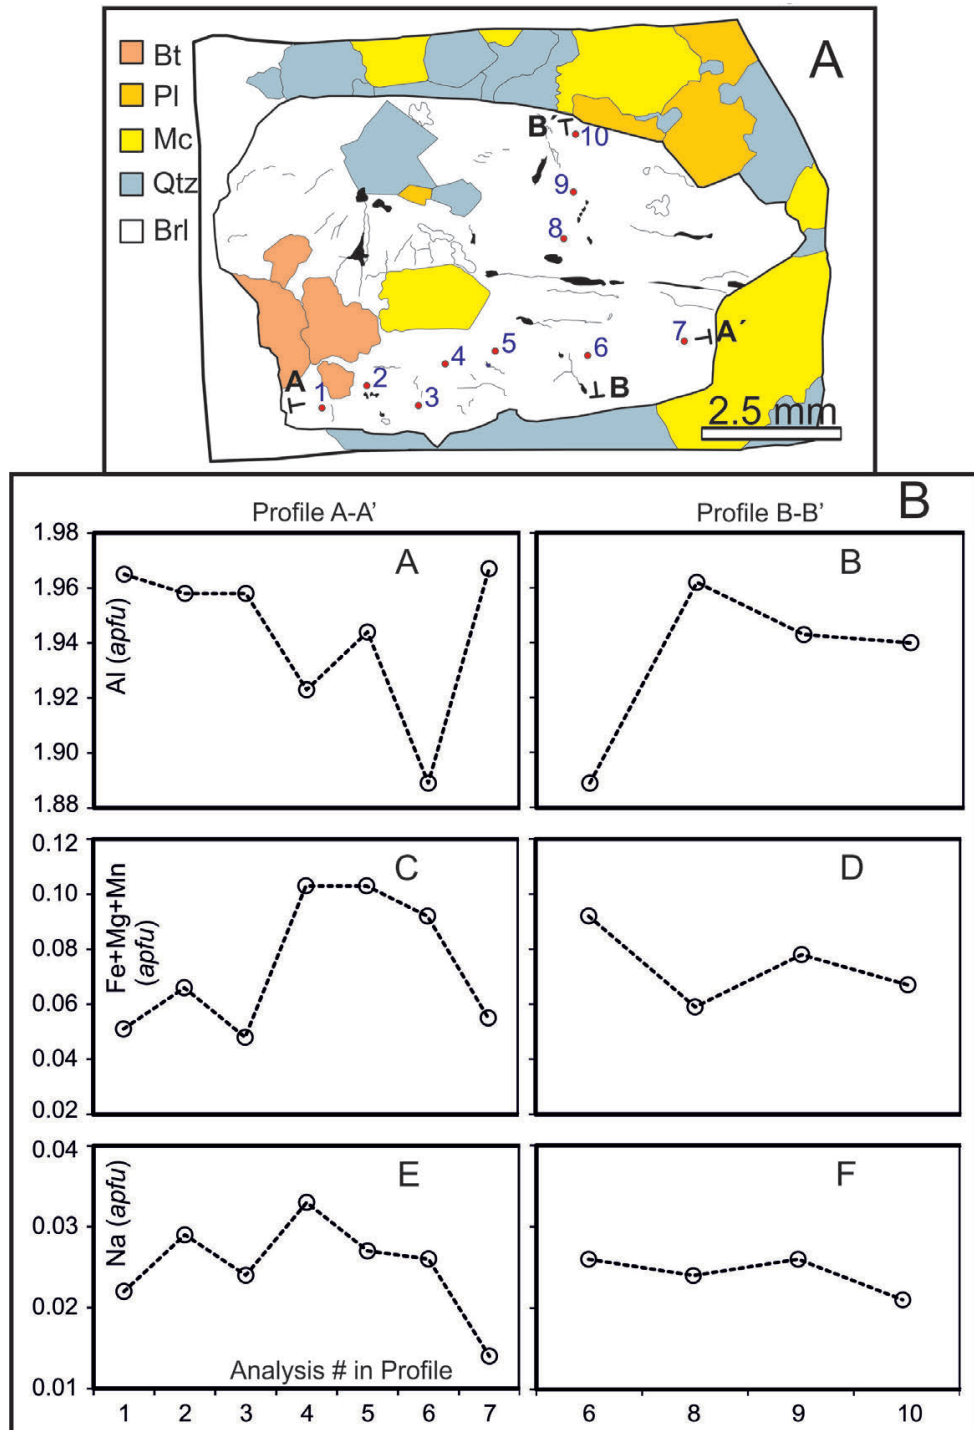 A
Bt
Pl
Mc
Qtz
Brl
B´
10
9
8
7
A´
6
5
4
B
A
1
2
3
2.5 mm
B
Profile A-A’
Profile B-B’
1.98
1.96
1.94
1.92
1.90
1.88
Al (apfu)
A
B
0.12
0.10
0.08
0.06
0.04
0.02
Fe+Mg+Mn
(apfu)
C
D
0.04
0.03
0.02
0.01
Na (apfu)
E
F
Analysis # in Profile
1 2 3 4 5 6 7
6 8 9 10